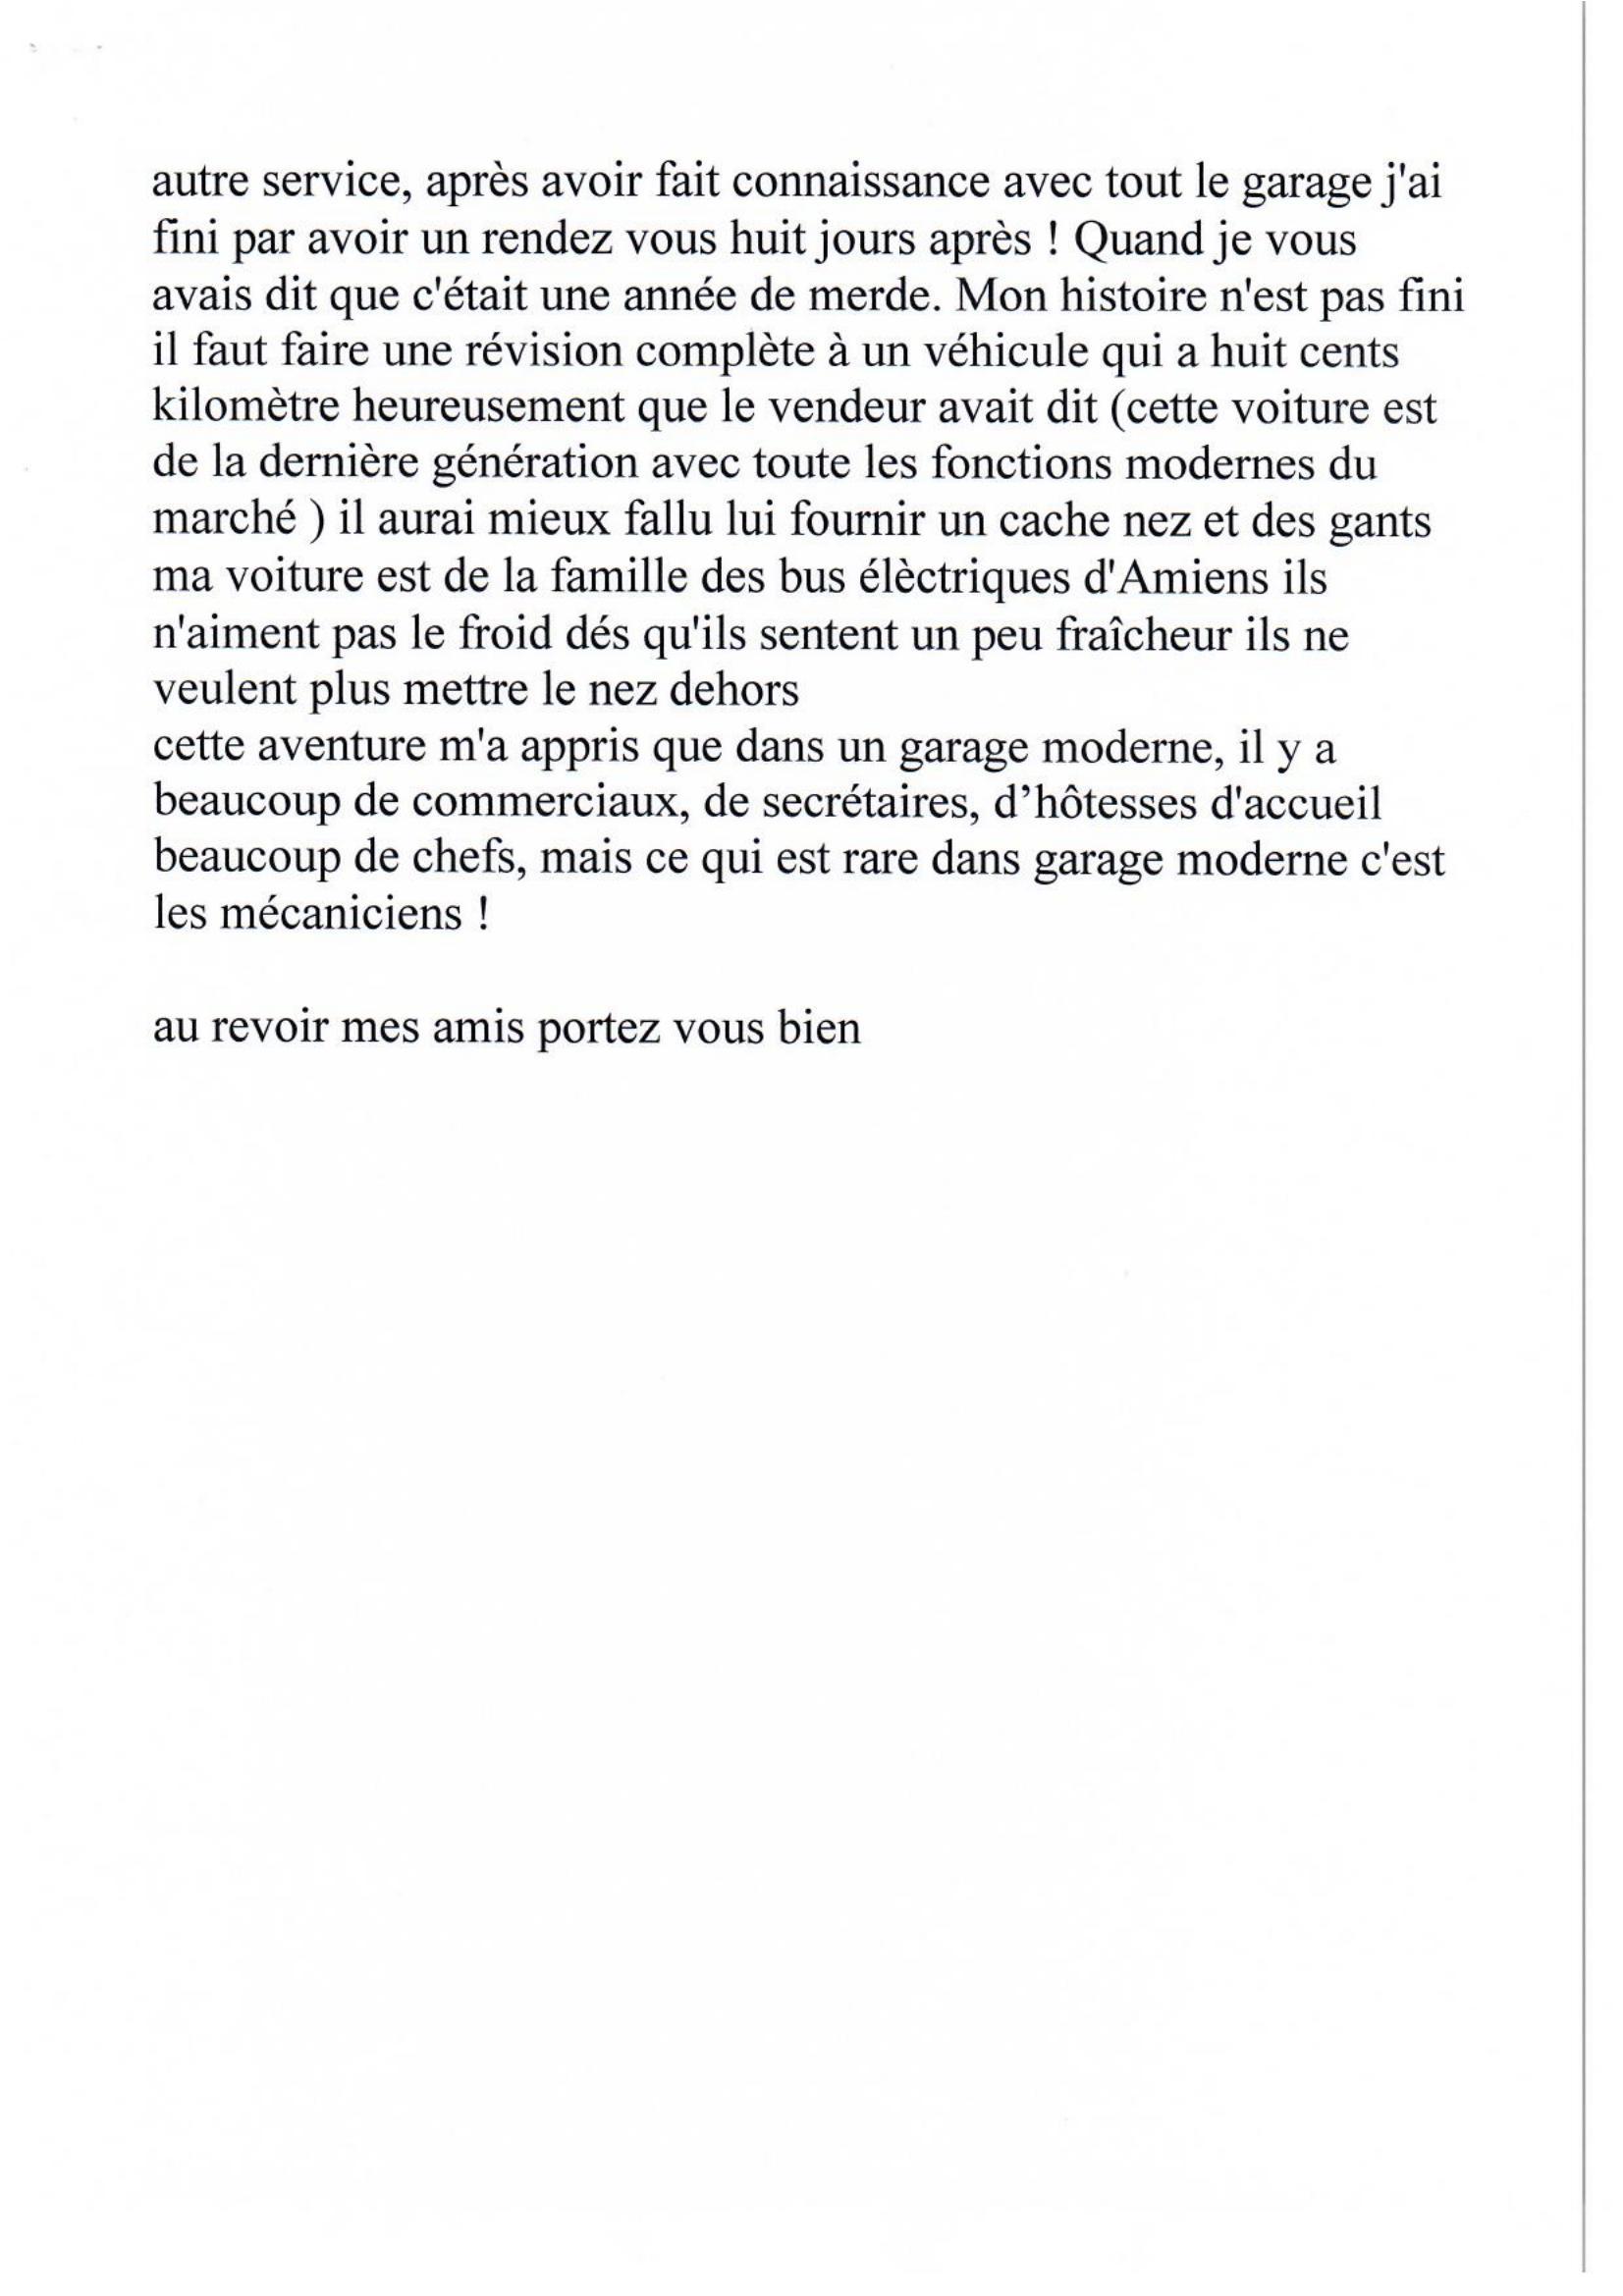 autre service, après avoir fait connaissance avec tout le garage j'ai
fini par avoir un rendez vous huit jours après ! Quand je vous
avais dit que c'était une année de merde. Mon histoire n'est pas fini
il faut faire une révision complète à un véhicule qui a huit cents
kilomètre heureusement que le vendeur avait dit (cette voiture est
de la dernière génération avec toute les fonctions modernes du
marché ) il aurai mieux fallu lui fournir un cache nez et des gants
ma voiture est de la famille des bus élèctriques d'Amiens ils
n'aiment pas le froid dés qu'ils sentent un peu fraîcheur ils ne
veulent plus mettre le nez dehors
cette aventure m'a appris que dans un garage moderne, il y a
beaucoup de commerciaux, de secrétaires, d’hôtesses d'accueil
beaucoup de chefs, mais ce qui est rare dans garage moderne c'est
les mécaniciens !
au revoir mes amis portez vous bien